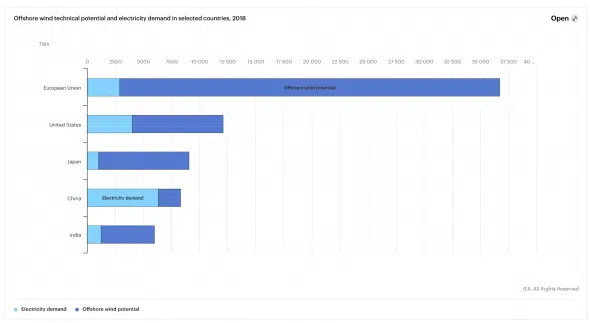 Offshore wind technical potential and electricity demand in selected countries, 2018
Open
TWh
0 2500 5000 7500 10 000 12 500 15 000 17 500 20 000 22 500 25 000 27 500 30 000 32 500 35 000 37 500 40 ...
European Union
Offshore wind potential
United States
Japan
China
Electricity demand
India
IEA. All Rights Reserved
Electricity demand Offshore wind potential